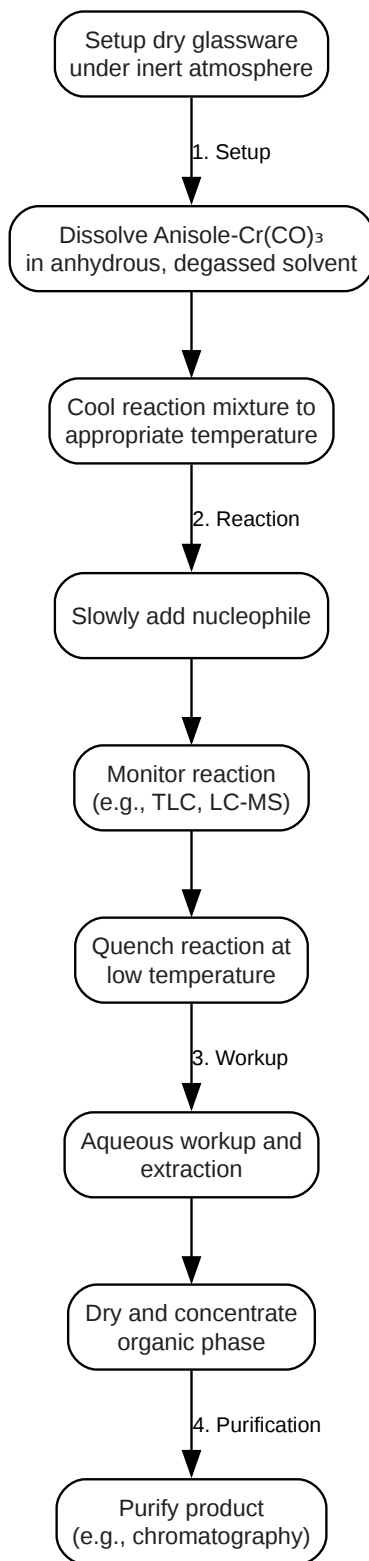 Setup dry glassware
under inert atmosphere
1. Setup
Dissolve Anisole-Cr(CO)₃
in anhydrous, degassed solvent
Cool reaction mixture to
appropriate temperature
2. Reaction
Slowly add nucleophile
Monitor reaction
(e.g., TLC, LC-MS)
Quench reaction at
low temperature
3. Workup
Aqueous workup and
extraction
Dry and concentrate
organic phase
4. Purification
Purify product
(e.g., chromatography)